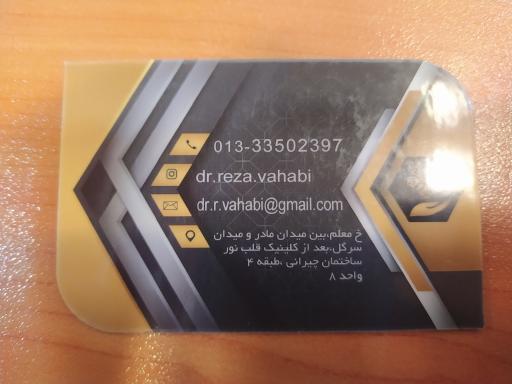 013-33502397
dr.reza.vahabi
dr.r.vahabi@gmail.com
خ معلم،بین میدان مادر و میدان
سرگل،بعد از کلینیک قلب نور
ساختمان چیرانی ،طبقه ۴
واحد ۸